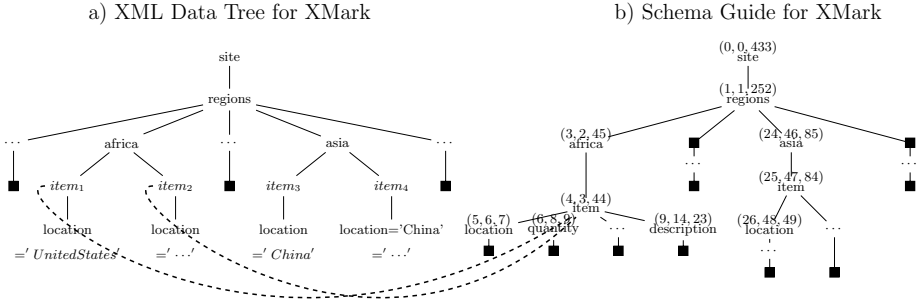 a) XML Data Tree for XMark
b) Schema Guide for XMark
site
(0, 0, 433)
site
regions
(1, 1, 252)
regions
...
africa
...
asia
...
(3, 2, 45)
africa
(24, 46, 85)
asia
...
...
item1
item2
item3
item4
(25, 47, 84)
item
(4, 3, 44)
item
location
location
location
location='China'
=' UnitedStates'
=' ...'
=' China'
=' ...'
(5, 6, 7)
location
(6, 8, 9)
quantity
...
(9, 14, 23)
description
(26, 48, 49)
location
...
...